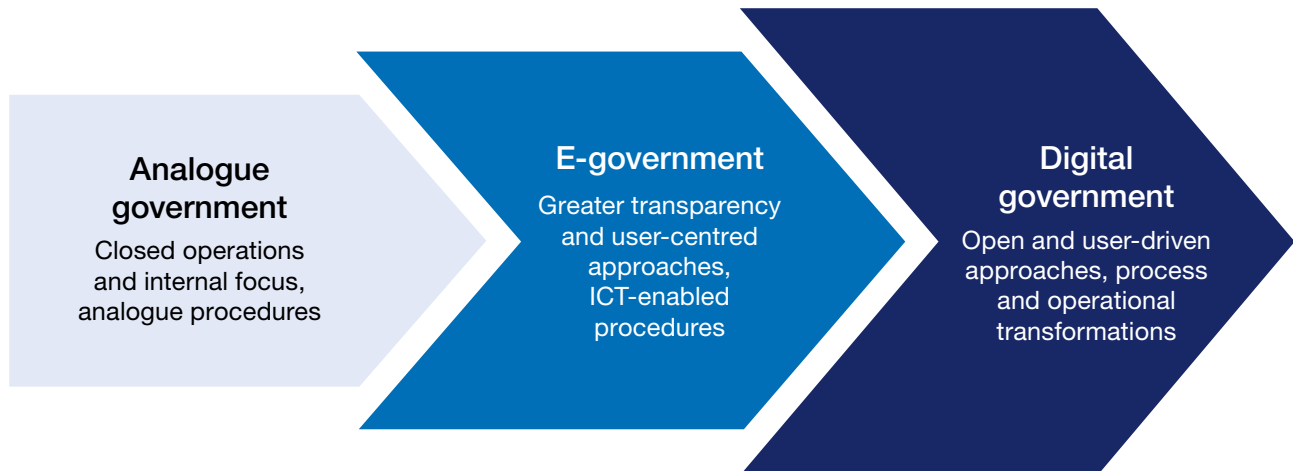 Analogue
government
Closed operations
and internal focus,
analogue procedures
E-government
Greater transparency
and user-centred
approaches,
ICT-enabled
procedures
Digital
government
Open and user-driven
approaches, process
and operational
transformations